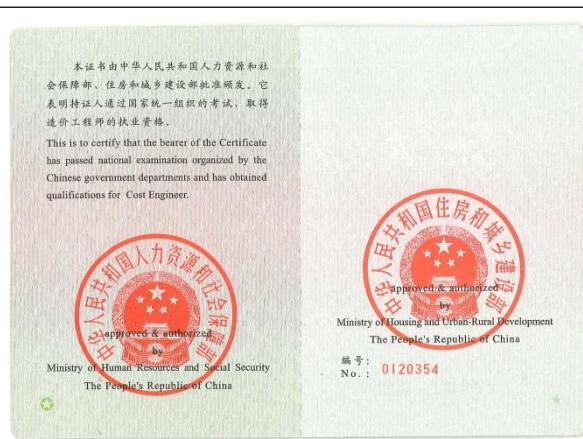 本证书由中华人民共和国人力资源和社
会保障部、住房和城乡建设部批准颁发。它
表明持证人通过国家统一组织的考试，取得
造价工程师的执业资格。
This is to certify that the bearer of the Certificate
has passed national examination organized by the
Chinese government departments and has obtained
qualifications for Cost Engineer.
中华人民共和国人力资源和社会保障部
approved & authorized
by
Ministry of Human Resources and Social Security
The People's Republic of China
中华人民共和国住房和城乡建设部
approved & authorized
by
Ministry of Housing and Urban-Rural Development
The People's Republic of China
编号：
No.： 0120354